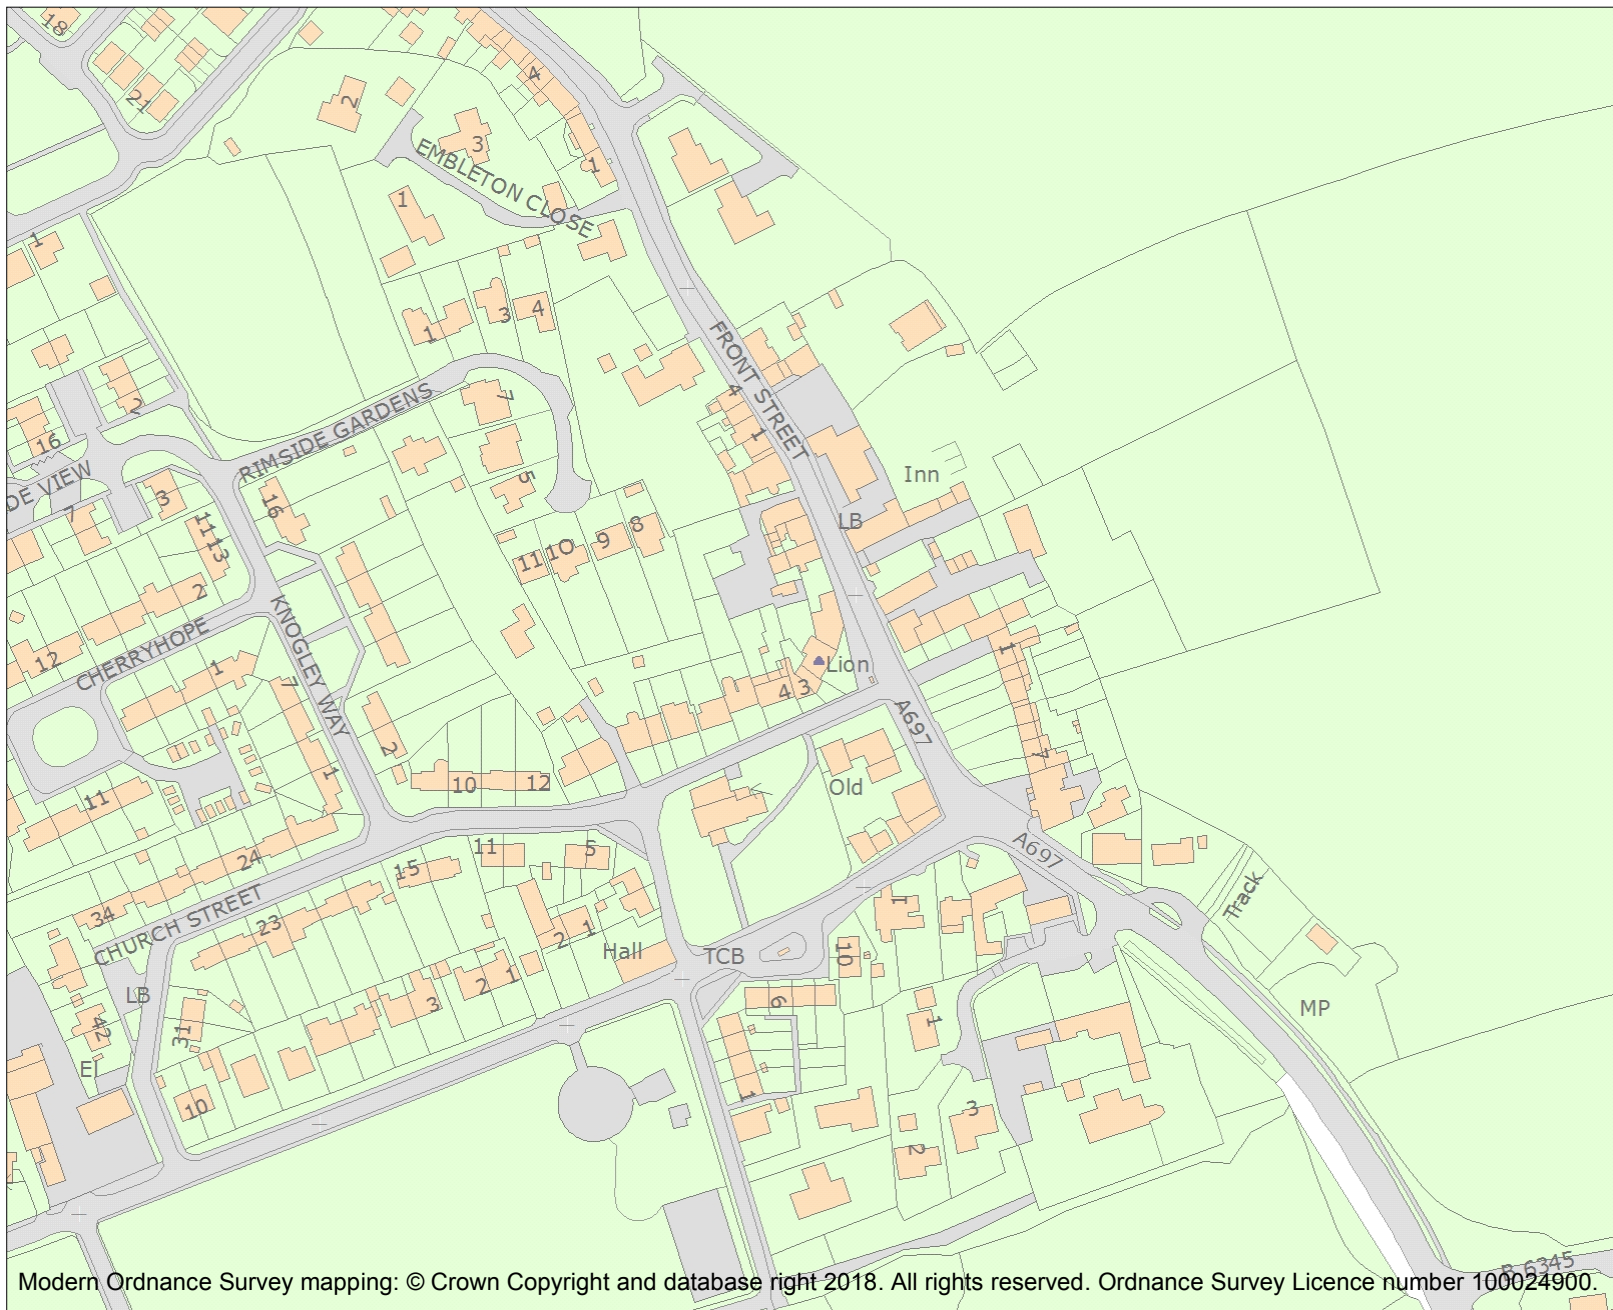 18
21
2
4
3
1
EMBLETON CLOSE
1
1
1
3
4
FRONT STREET
4
1
7
RIMSIDE GARDENS
2
16
DE VIEW
3
7
16
5
Inn
LB
11
13
11
10
9
8
2
KNOGLEY WAY
CHERRYHOPE
12
1
7
1
Lion
4
3
A697
2
1
10
12
Old
7
11
A697
11
5
15
24
34
CHURCH STREET
23
Track
1
2
1
Hall
TCB
10
LB
42
31
3
2
1
6
1
MP
El
10
1
3
2
B 6345
Modern Ordnance Survey mapping: © Crown Copyright and database right 2018. All rights reserved. Ordnance Survey Licence number 100024900.